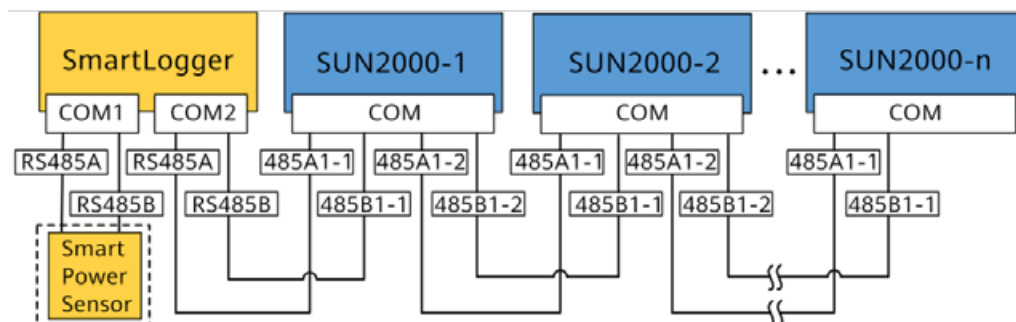 SmartLogger
SUN2000-1
SUN2000-2
...
SUN2000-n
COM1
COM2
COM
COM
COM
RS485A
RS485A
485A1-1
485A1-2
485A1-1
485A1-2
485A1-1
RS485B
RS485B
485B1-1
485B1-2
485B1-1
485B1-2
485B1-1
Smart
Power
Sensor